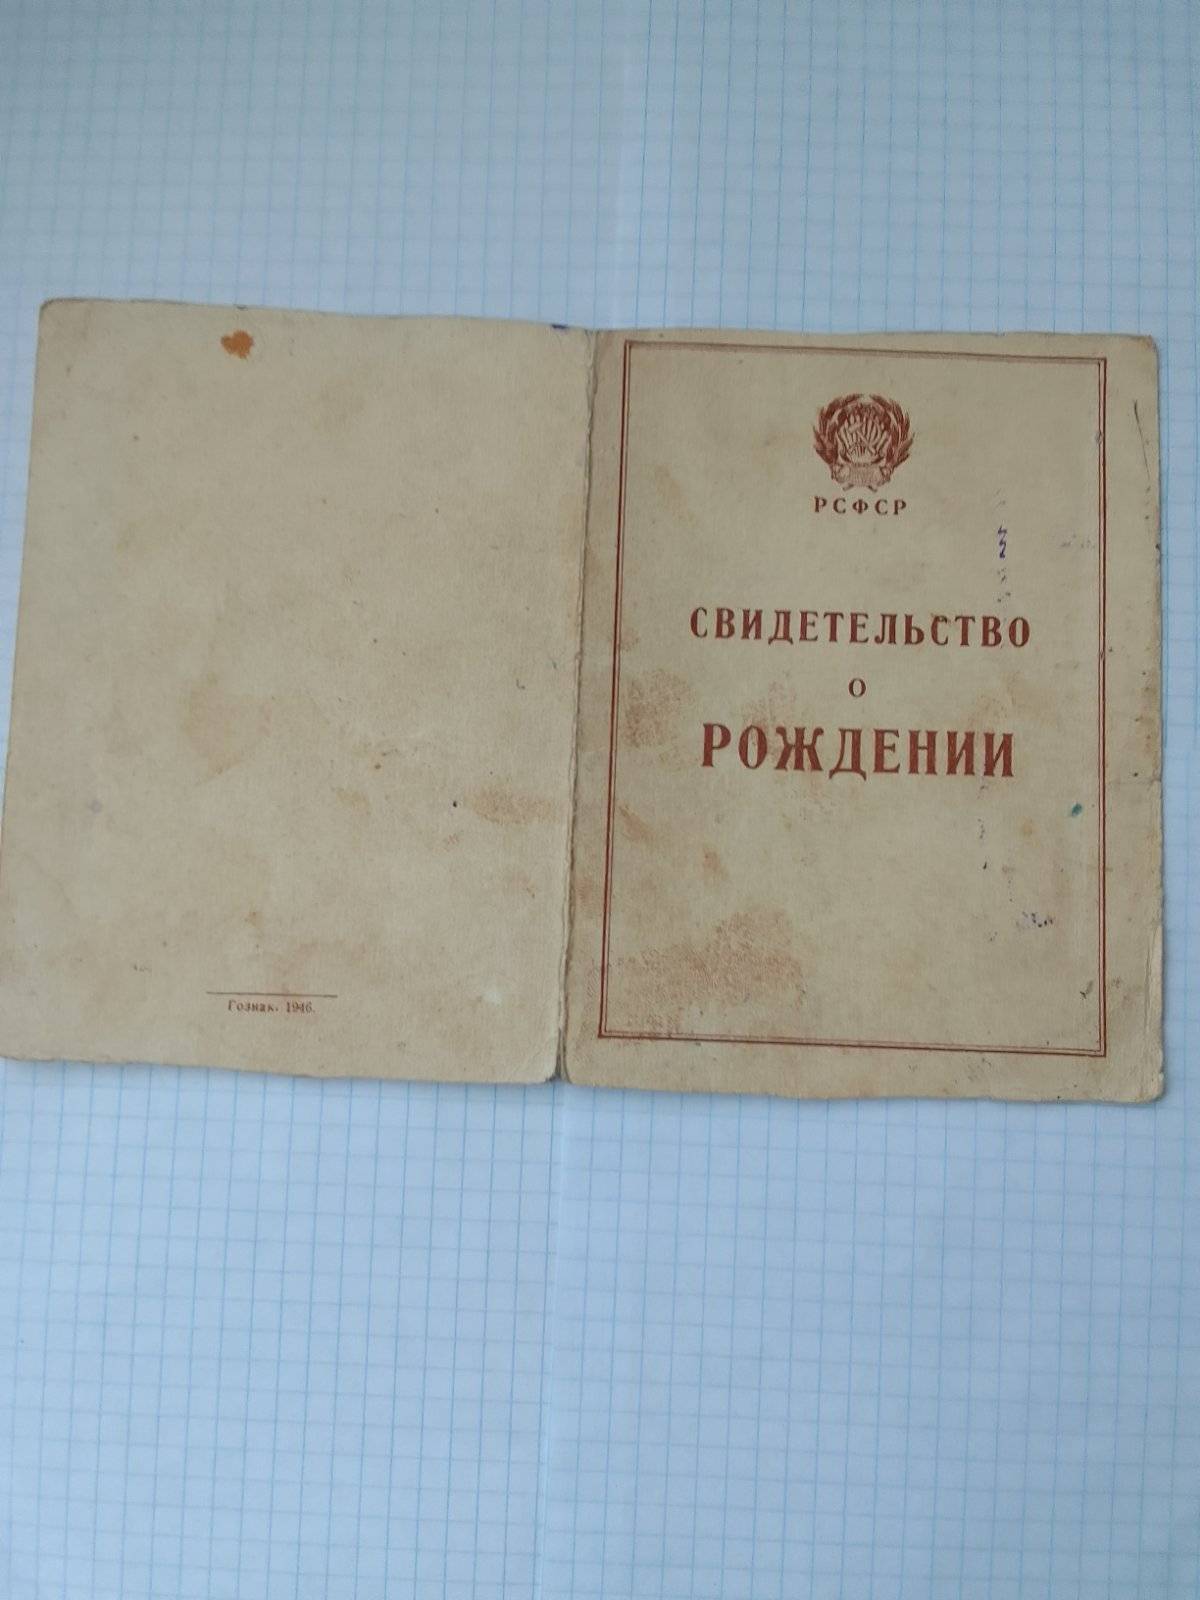 РСФСР
СВИДЕТЕЛЬСТВО
О
РОЖДЕНИИ
Гознак. 1946.